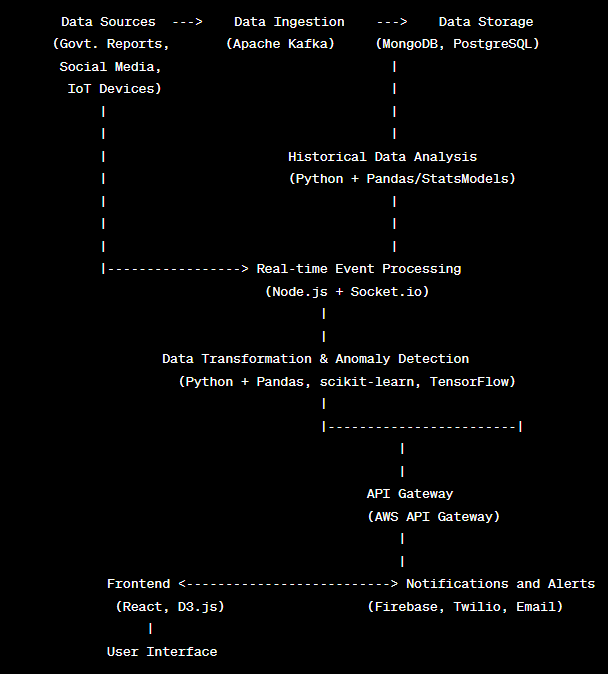 Data Sources ---> Data Ingestion ---> Data Storage
(Govt. Reports, (Apache Kafka) (MongoDB, PostgreSQL)
Social Media, |
IoT Devices) |
| |
| |
| Historical Data Analysis
| (Python + Pandas/StatsModels)
| |
| |
| |
|-----------------> Real-time Event Processing
(Node.js + Socket.io)
|
|
Data Transformation & Anomaly Detection
(Python + Pandas, scikit-learn, TensorFlow)
|
|------------------------|
|
|
API Gateway
(AWS API Gateway)
|
|
Frontend <--------------------------> Notifications and Alerts
(React, D3.js) (Firebase, Twilio, Email)
|
User Interface